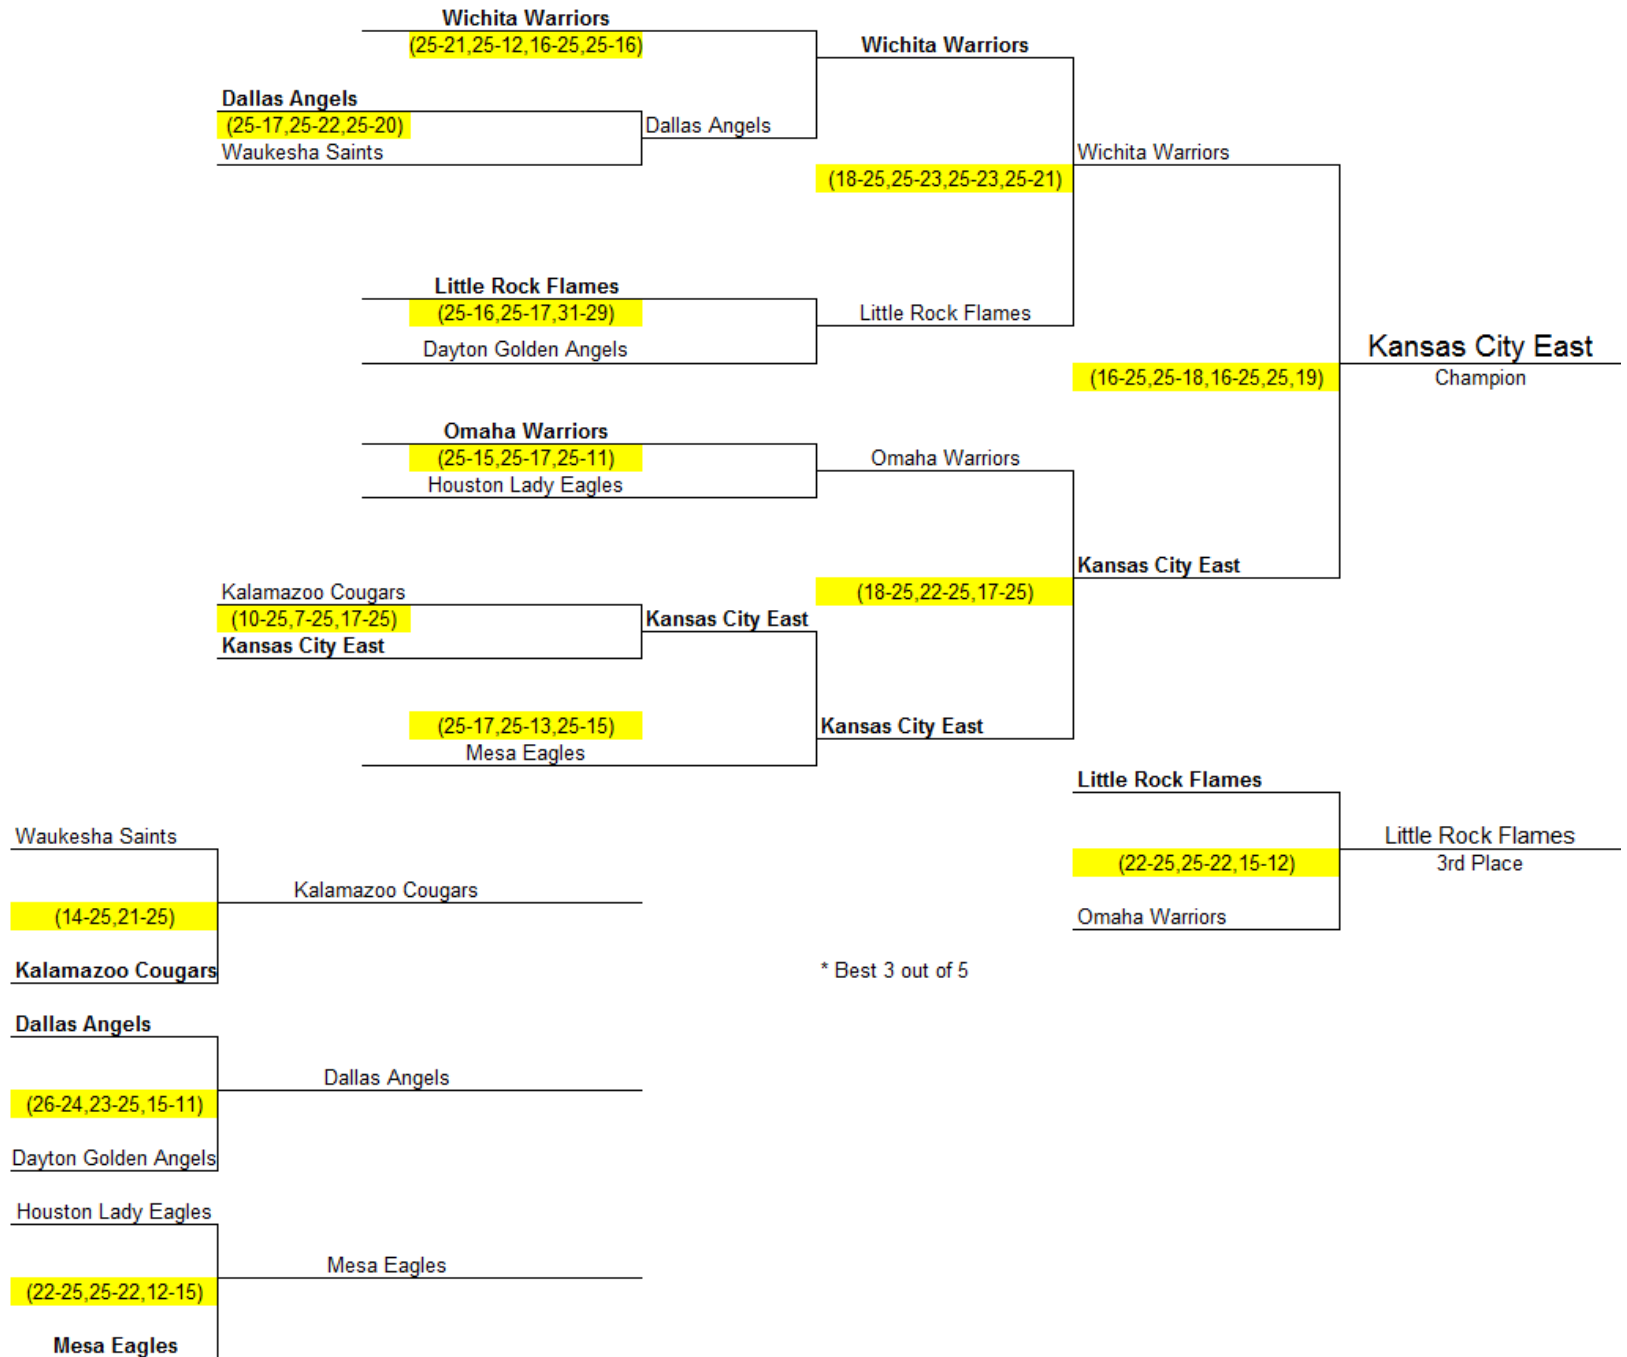 Wichita Warriors
(25-21,25-12,16-25,25-16)
Wichita Warriors
Dallas Angels
(25-17,25-22,25-20)
Dallas Angels
Waukesha Saints
Wichita Warriors
(18-25,25-23,25-23,25-21)
Little Rock Flames
(25-16,25-17,31-29)
Little Rock Flames
Dayton Golden Angels
Kansas City East
(16-25,25-18,16-25,25,19)
Champion
Omaha Warriors
(25-15,25-17,25-11)
Omaha Warriors
Houston Lady Eagles
Kansas City East
Kalamazoo Cougars
(18-25,22-25,17-25)
(10-25,7-25,17-25)
Kansas City East
Kansas City East
(25-17,25-13,25-15)
Kansas City East
Mesa Eagles
Little Rock Flames
Waukesha Saints
Little Rock Flames
(22-25,25-22,15-12)
3rd Place
Kalamazoo Cougars
(14-25,21-25)
Omaha Warriors
Kalamazoo Cougars
* Best 3 out of 5
Dallas Angels
Dallas Angels
(26-24,23-25,15-11)
Dayton Golden Angels
Houston Lady Eagles
Mesa Eagles
(22-25,25-22,12-15)
Mesa Eagles